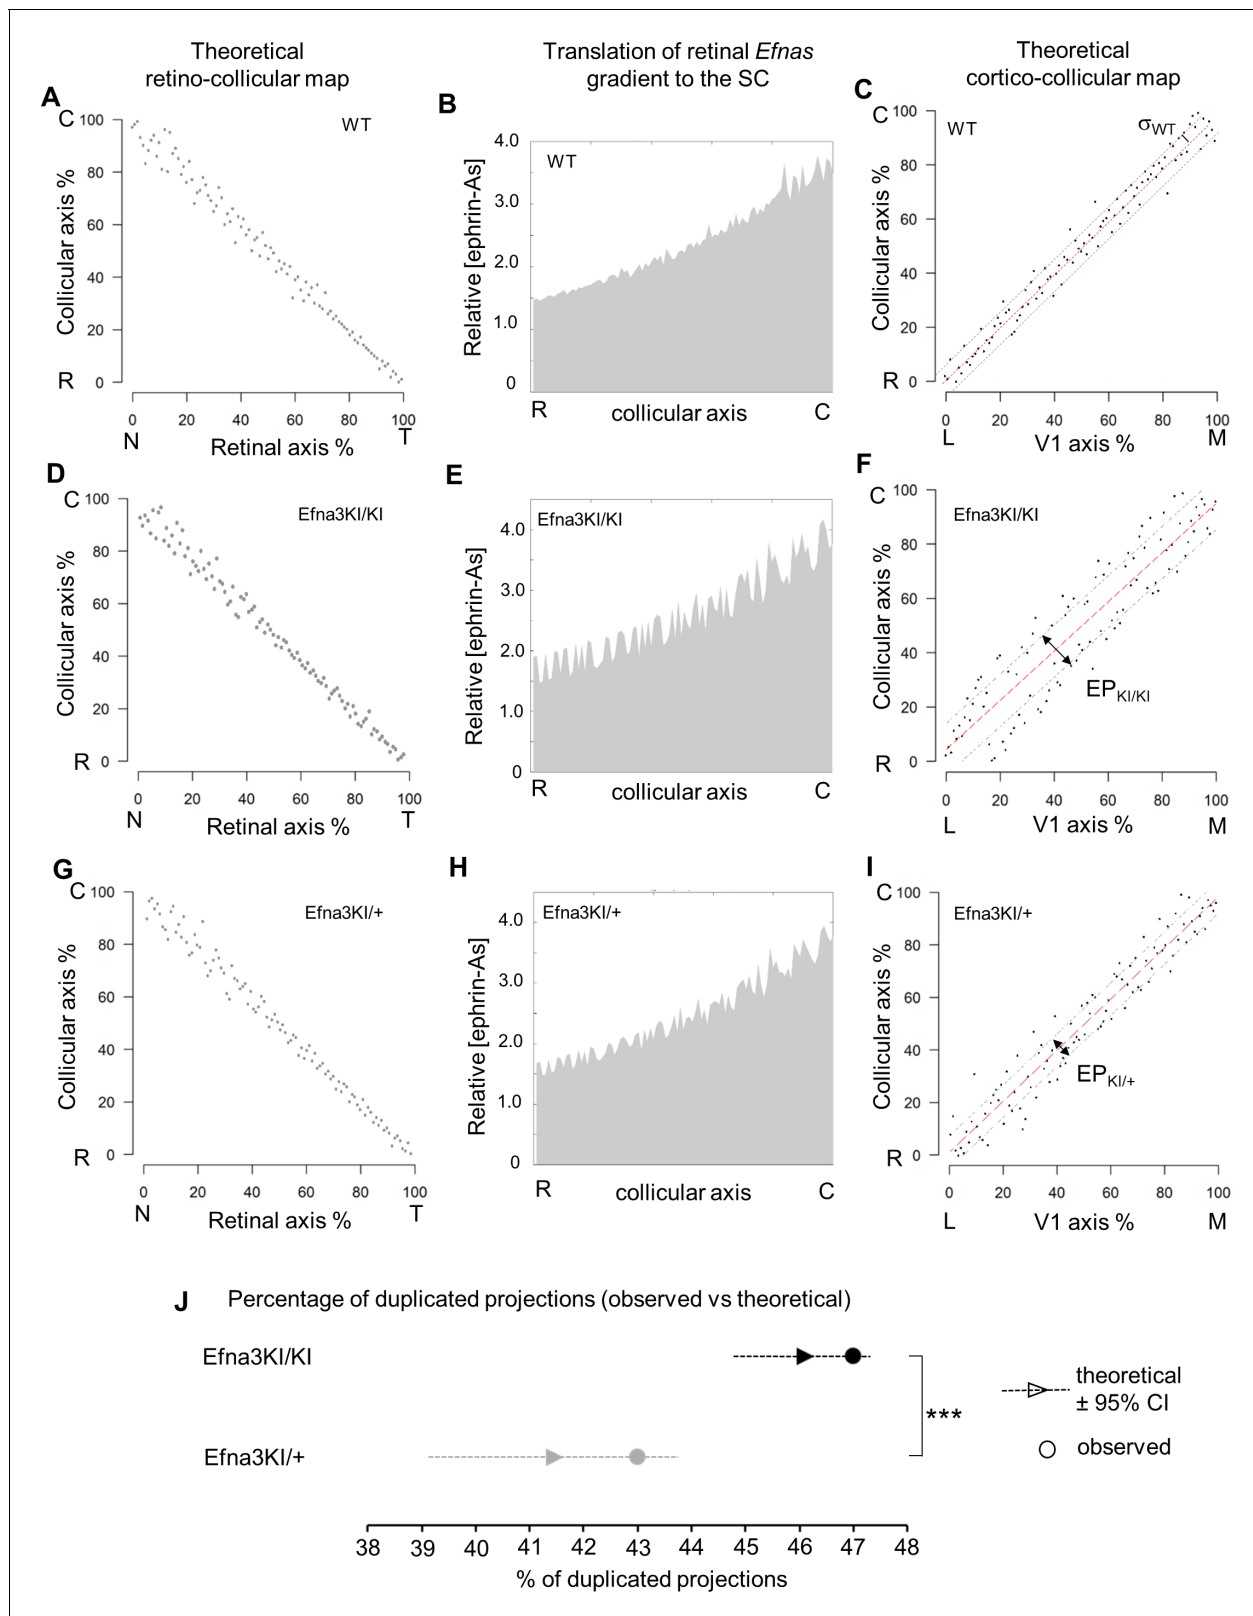 Theoretical
retino-collicular map
Translation of retinal Efnas
gradient to the SC
Theoretical
cortico-collicular map
A
C 100
80
60
40
20
R 0
Collicular axis %
WT
0 20 40 60 80 100
N T
Retinal axis %
B
4.0
3.0
2.0
1.0
0
Relative [ephrin-As]
WT
R collicular axis C
C
C 100
80
60
40
20
R 0
Collicular axis %
WT
σWT
0 20 40 60 80 100
L V1 axis % M
D
C 100
80
60
40
20
R 0
Collicular axis %
Efna3KI/KI
0 20 40 60 80 100
N Retinal axis % T
E
4.0
3.0
2.0
1.0
0
Relative [ephrin-As]
Efna3KI/KI
R collicular axis C
F
C 100
80
60
40
20
R 0
Collicular axis %
Efna3KI/KI
EPKI/KI
0 20 40 60 80 100
L V1 axis % M
G
C 100
80
60
40
20
R 0
Collicular axis %
Efna3KI/+
0 20 40 60 80 100
N Retinal axis % T
H
4.0
3.0
2.0
1.0
0
Relative [ephrin-As]
Efna3KI/+
R collicular axis C
I
C 100
80
60
40
20
R 0
Collicular axis %
Efna3KI/+
EPKI/+
0 20 40 60 80 100
L V1 axis % M
J Percentage of duplicated projections (observed vs theoretical)
Efna3KI/KI
Efna3KI/+
***
theoretical
± 95% CI
observed
38 39 40 41 42 43 44 45 46 47 48
% of duplicated projections